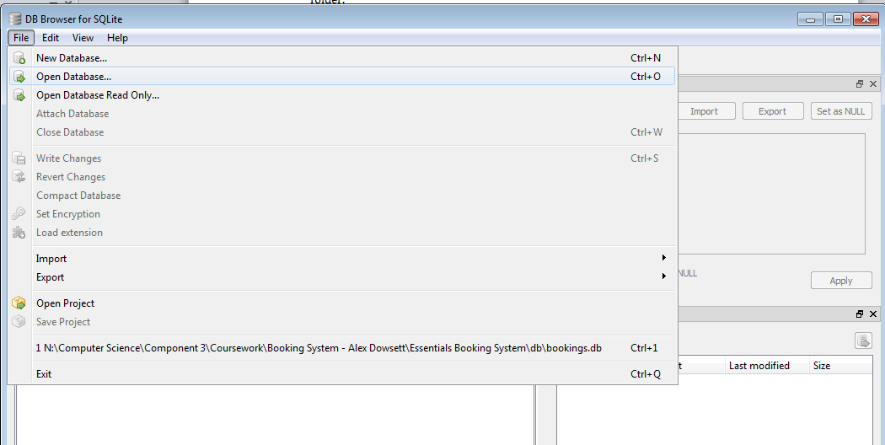 folder.
DB Browser for SQLite
File Edit View Help
New Database... Ctrl+N
Open Database... Ctrl+O
Open Database Read Only...
Attach Database
Close Database Ctrl+W
Write Changes Ctrl+S
Revert Changes
Compact Database
Set Encryption
Load extension
Import
Export
Open Project
Save Project
1 N:\Computer Science\Component 3\Coursework\Booking System - Alex Dowsett\Essentials Booking System\db\bookings.db Ctrl+1
Exit Ctrl+Q
Import Export Set as NULL
NULL
Apply
Last modified Size